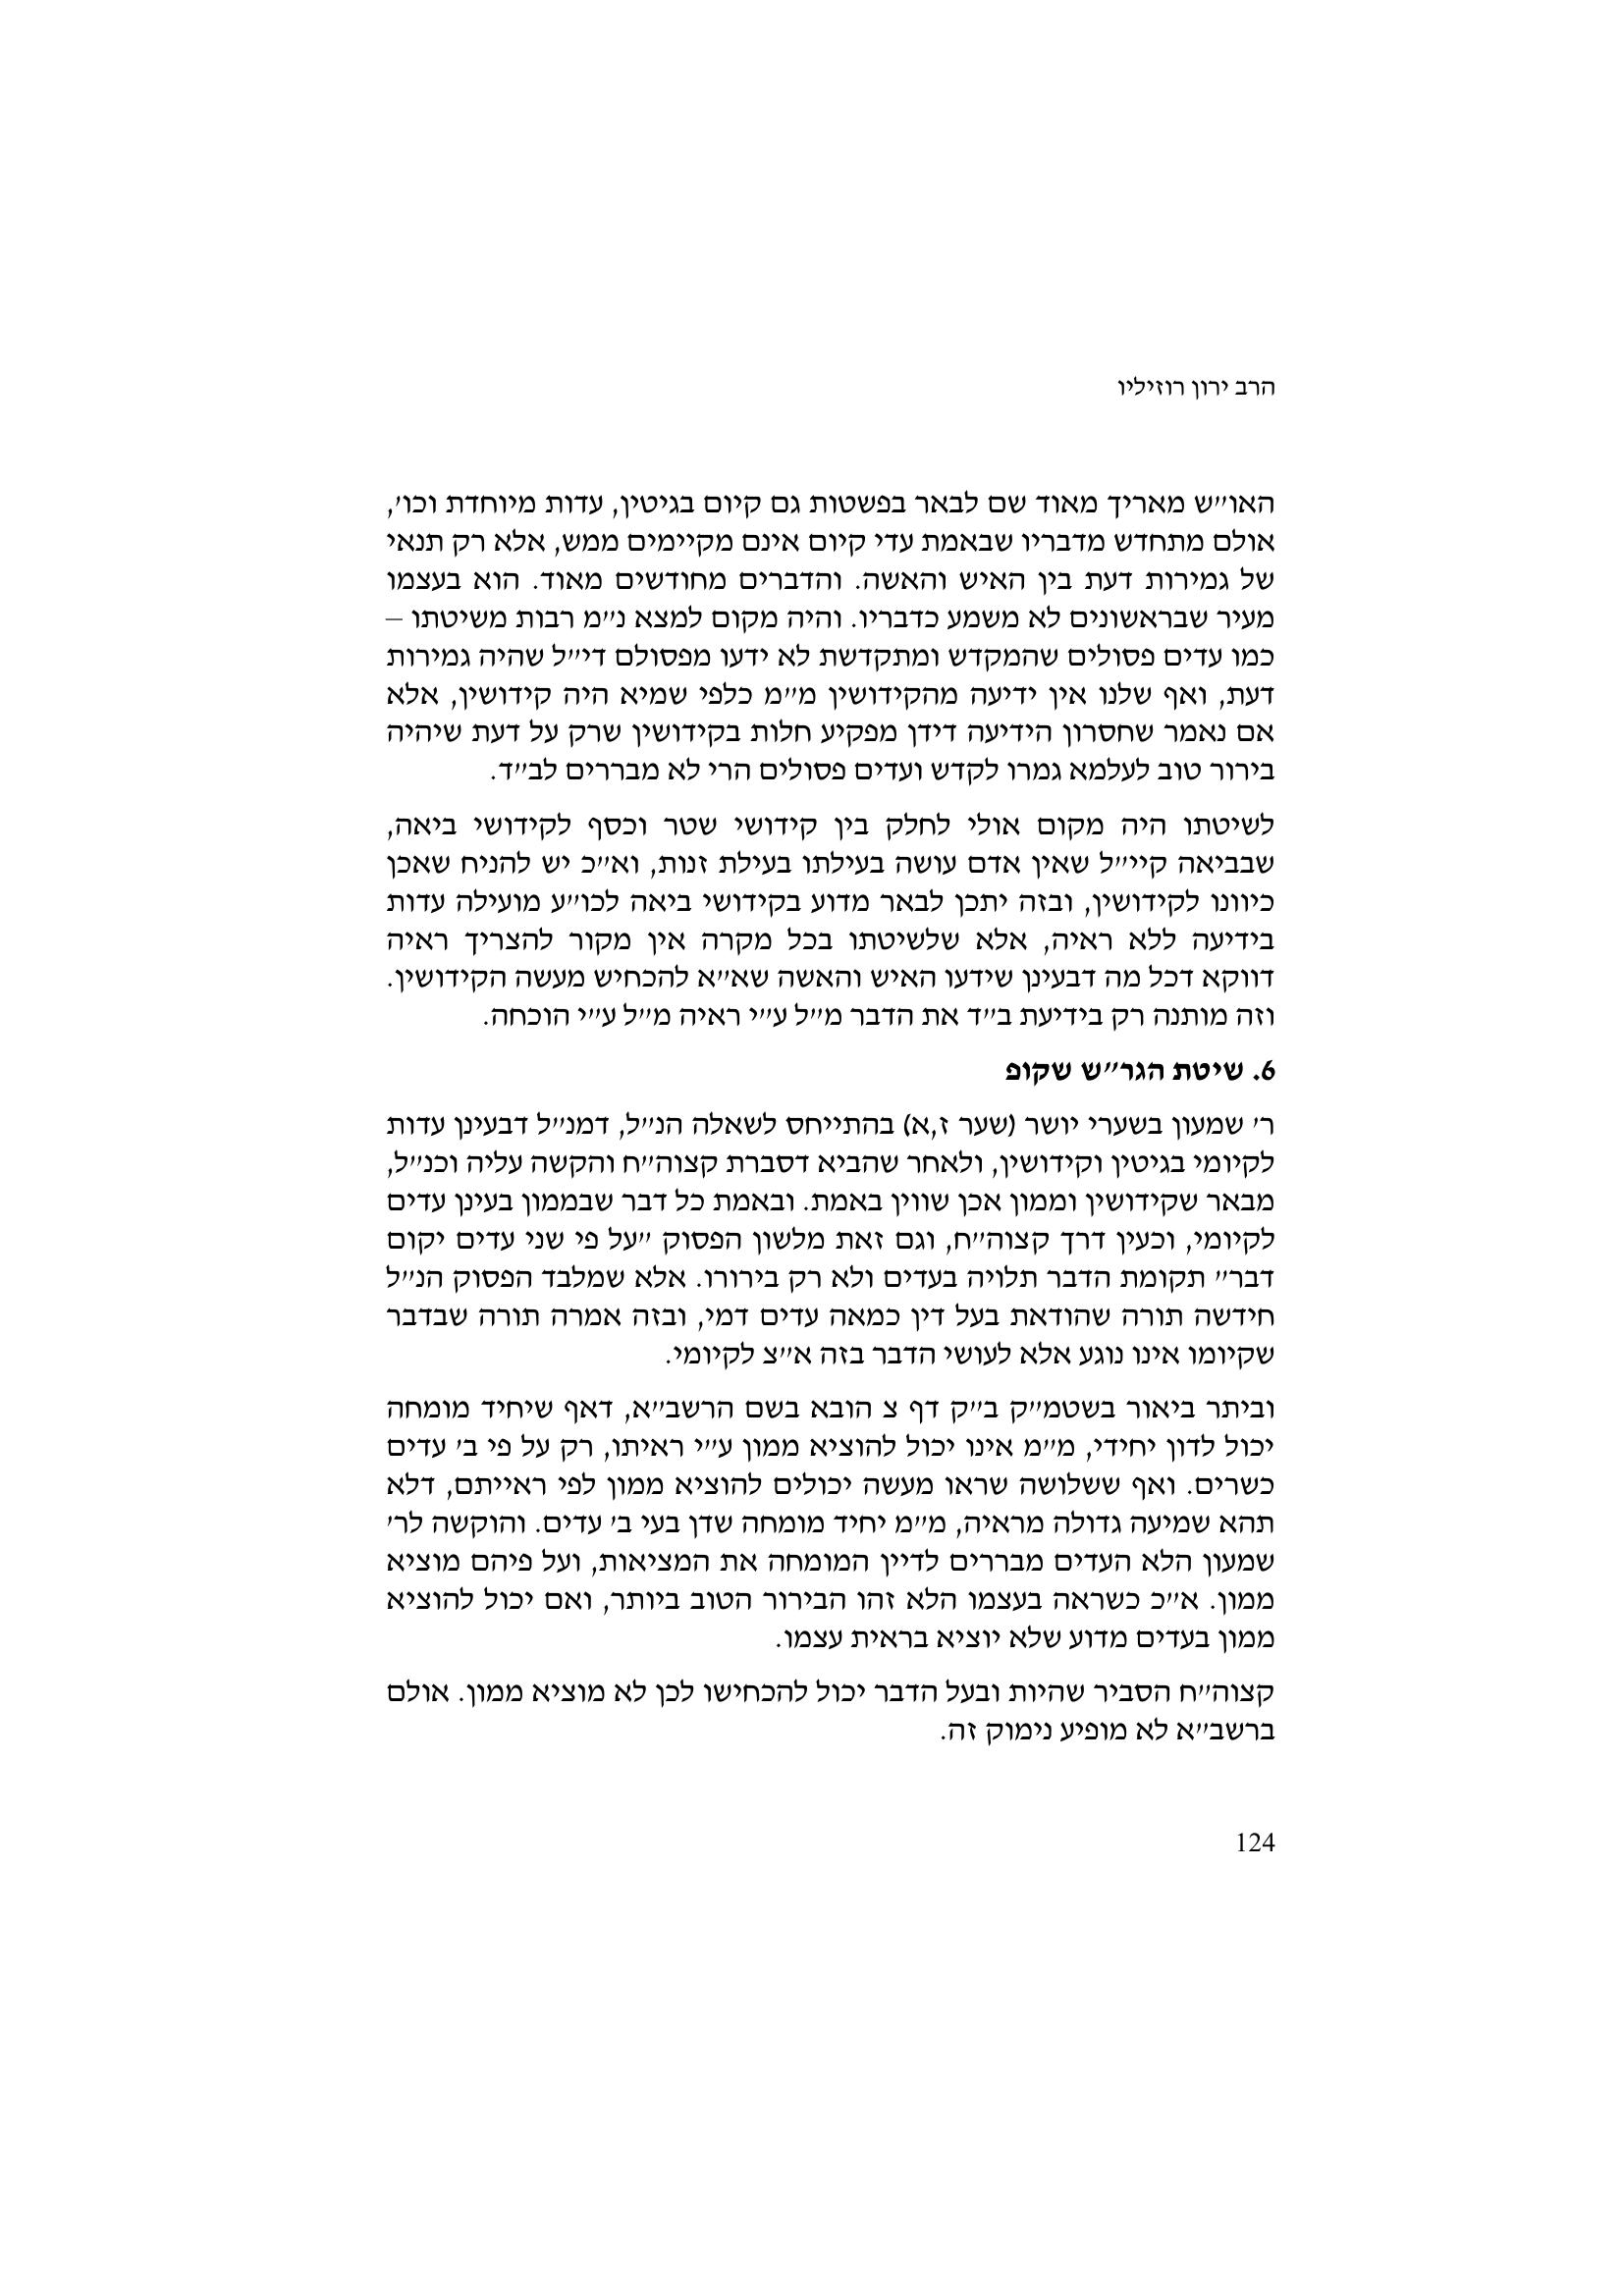 הרב ירון רוזיליו
האו״ש מאריך מאוד שם לבאר בפשטות גם קיום בגיטין, עדות מיוחדת וכו׳,
אולם מתחדש מדבריו שבאמת עדי קיום אינם מקיימים ממש, אלא רק תנאי
של גמירות דעת בין האיש והאשה. והדברים מחודשים מאוד. הוא בעצמו
מעיר שבראשונים לא משמע כדבריו. והיה מקום למצא נ״מ רבות משיטתו –
כמו עדים פסולים שהמקדש ומתקדשת לא ידעו מפסולם די״ל שהיה גמירות
דעת, ואף שלנו אין ידיעה מהקידושין מ״מ כלפי שמיא היה קידושין, אלא
אם נאמר שחסרון הידיעה דידן מפקיע חלות בקידושין שרק על דעת שיהיה
בירור טוב לעלמא גמרו לקדש ועדים פסולים הרי לא מבררים לב״ד.
לשיטתו היה מקום אולי לחלק בין קידושי שטר וכסף לקידושי ביאה,
שבביאה קיי״ל שאין אדם עושה בעילתו בעילת זנות, וא״כ יש להניח שאכן
כיוונו לקידושין, ובזה יתכן לבאר מדוע בקידושי ביאה לכו״ע מועילה עדות
בידיעה ללא ראיה, אלא שלשיטתו בכל מקרה אין מקור להצריך ראיה
דווקא דכל מה דבעינן שידעו האיש והאשה שא״א להכחיש מעשה הקידושין.
וזה מותנה רק בידיעת ב״ד את הדבר מ״ל ע״י ראיה מ״ל ע״י הוכחה.
6. שיטת הגר״ש שקופ
ר׳ שמעון בשערי יושר (שער ז,א) בהתייחס לשאלה הנ״ל, דמנ״ל דבעינן עדות
לקיומי בגיטין וקידושין, ולאחר שהביא דסברת קצוה״ח והקשה עליה וכנ״ל,
מבאר שקידושין וממון אכן שווין באמת. ובאמת כל דבר שבממון בעינן עדים
לקיומי, וכעין דרך קצוה״ח, וגם זאת מלשון הפסוק ״על פי שני עדים יקום
דבר״ תקומת הדבר תלויה בעדים ולא רק בירורו. אלא שמלבד הפסוק הנ״ל
חידשה תורה שהודאת בעל דין כמאה עדים דמי, ובזה אמרה תורה שבדבר
שקיומו אינו נוגע אלא לעושי הדבר בזה א״צ לקיומי.
וביתר ביאור בשטמ״ק ב״ק דף צ הובא בשם הרשב״א, דאף שיחיד מומחה
יכול לדון יחידי, מ״מ אינו יכול להוציא ממון ע״י ראיתו, רק על פי ב׳ עדים
כשרים. ואף ששלושה שראו מעשה יכולים להוציא ממון לפי ראייתם, דלא
תהא שמיעה גדולה מראיה, מ״מ יחיד מומחה שדן בעי ב׳ עדים. והוקשה לר׳
שמעון הלא העדים מבררים לדיין המומחה את המציאות, ועל פיהם מוציא
ממון. א״כ כשראה בעצמו הלא זהו הבירור הטוב ביותר, ואם יכול להוציא
ממון בעדים מדוע שלא יוציא בראית עצמו.
קצוה״ח הסביר שהיות ובעל הדבר יכול להכחישו לכן לא מוציא ממון. אולם
ברשב״א לא מופיע נימוק זה.
124